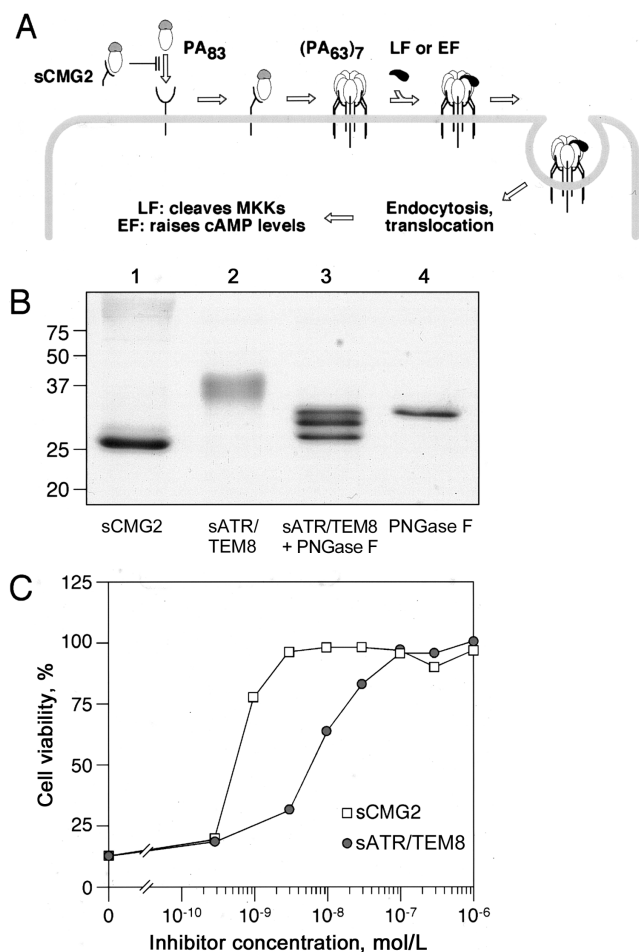 A
sCMG2
PA83
(PA63)7
LF or EF
LF: cleaves MKKs
EF: raises cAMP levels
Endocytosis,
translocation
B
1 2 3 4
75
50
37
25
20
sCMG2
sATR/
TEM8
sATR/TEM8
+ PNGase F
PNGase F
C
125
100
75
50
25
0
Cell viability, %
sCMG2
sATR/TEM8
0 10-10 10-9 10-8 10-7 10-6
Inhibitor concentration, mol/L